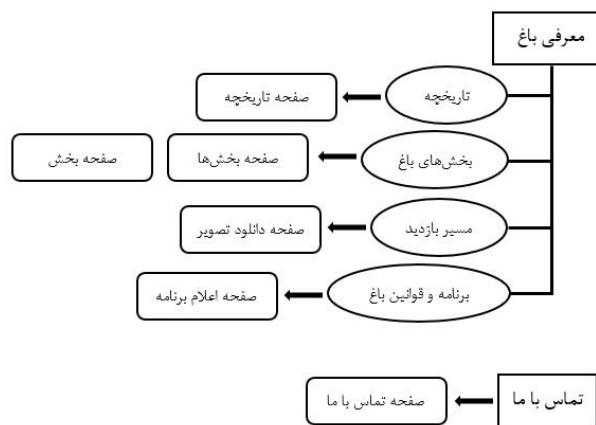 معرفی باغ
تاریخچه
صفحه تاریخچه
بخش‌های باغ
صفحه بخش‌ها
صفحه بخش
مسیر بازدید
صفحه دانلود تصویر
برنامه و قوانین باغ
صفحه اعلام برنامه
تماس با ما
صفحه تماس با ما